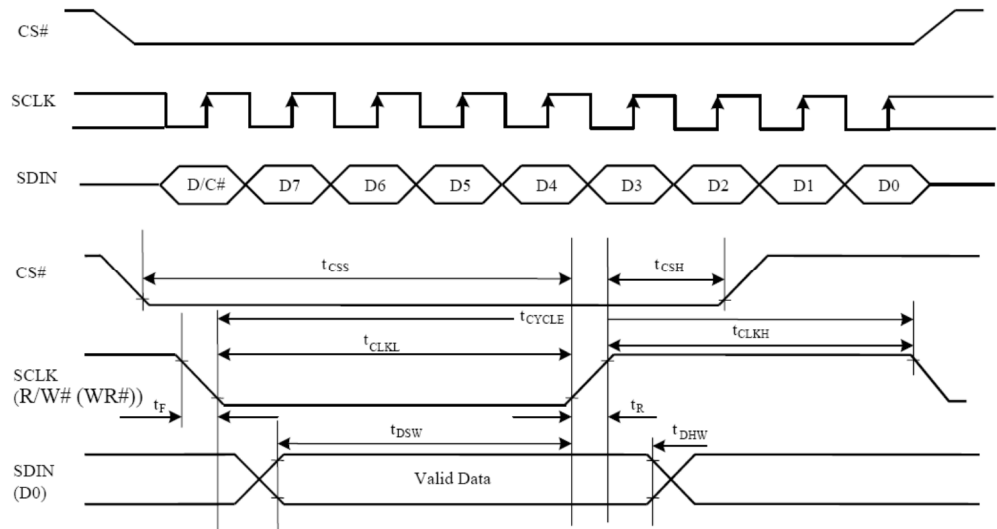 CS#
SCLK
SDIN D/C# D7 D6 D5 D4 D3 D2 D1 D0
CS# tCSS tCSH
tCYCLE
tCLKL tCLKH
SCLK
(R/W# (WR#))
tF tR
tDSW tDHW
SDIN Valid Data
(D0)